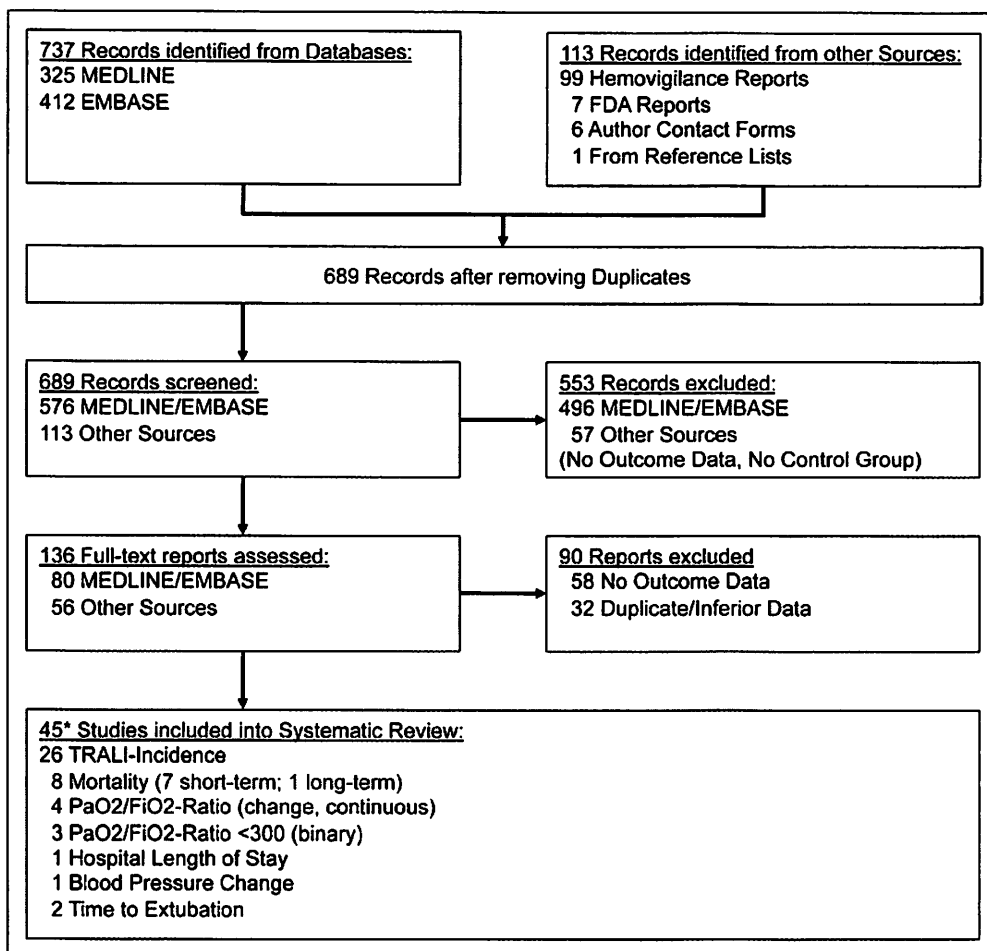 737 Records identified from Databases:
325 MEDLINE
412 EMBASE
113 Records identified from other Sources:
99 Hemovigilance Reports
7 FDA Reports
6 Author Contact Forms
1 From Reference Lists
689 Records after removing Duplicates
689 Records screened:
576 MEDLINE/EMBASE
113 Other Sources
553 Records excluded:
496 MEDLINE/EMBASE
57 Other Sources
(No Outcome Data, No Control Group)
136 Full-text reports assessed:
80 MEDLINE/EMBASE
56 Other Sources
90 Reports excluded
58 No Outcome Data
32 Duplicate/Inferior Data
45* Studies included into Systematic Review:
26 TRALI-Incidence
8 Mortality (7 short-term; 1 long-term)
4 PaO2/FiO2-Ratio (change, continuous)
3 PaO2/FiO2-Ratio <300 (binary)
1 Hospital Length of Stay
1 Blood Pressure Change
2 Time to Extubation